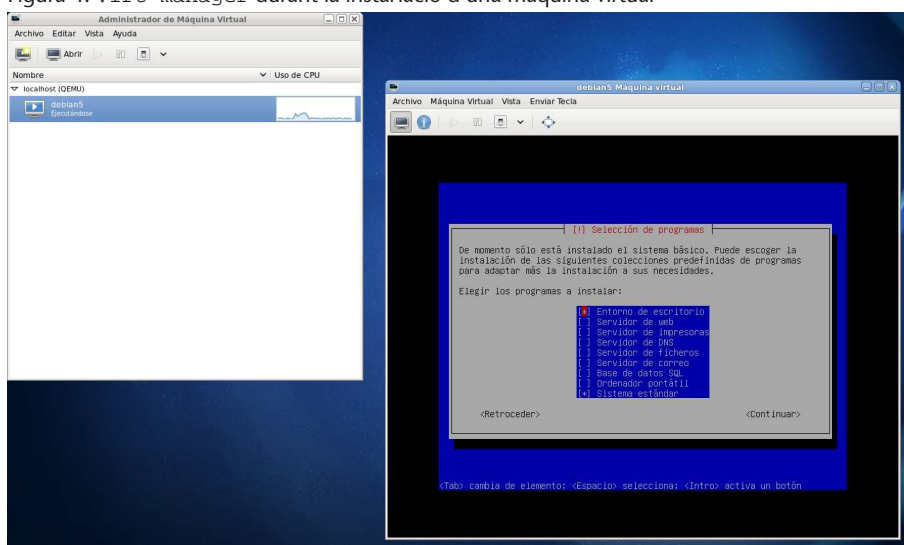 Figura 4. virt-manager durant la instal·lació d'una màquina virtual
Administrador de Máquina Virtual
Archivo Editar Vista Ayuda
Abrir
Nombre
Uso de CPU
localhost (QEMU)
debian5
Ejecutándose
debian5 Máquina virtual
Archivo Máquina Virtual Vista Enviar Tecla
[!] Selección de programas
De momento sólo está instalado el sistema básico. Puede escoger la
instalación de las siguientes colecciones predefinidas de programas
para adaptar más la instalación a sus necesidades.
Elegir los programas a instalar:
[*] Entorno de escritorio
[ ] Servidor de web
[ ] Servidor de impresoras
[ ] Servidor de DNS
[ ] Servidor de ficheros
[ ] Servidor de correo
[ ] Base de datos SQL
[ ] Ordenador portátil
[*] Sistema estándar
<Retroceder>
<Continuar>
<Tab> cambia de elemento; <Espacio> selecciona; <Intro> activa un botón